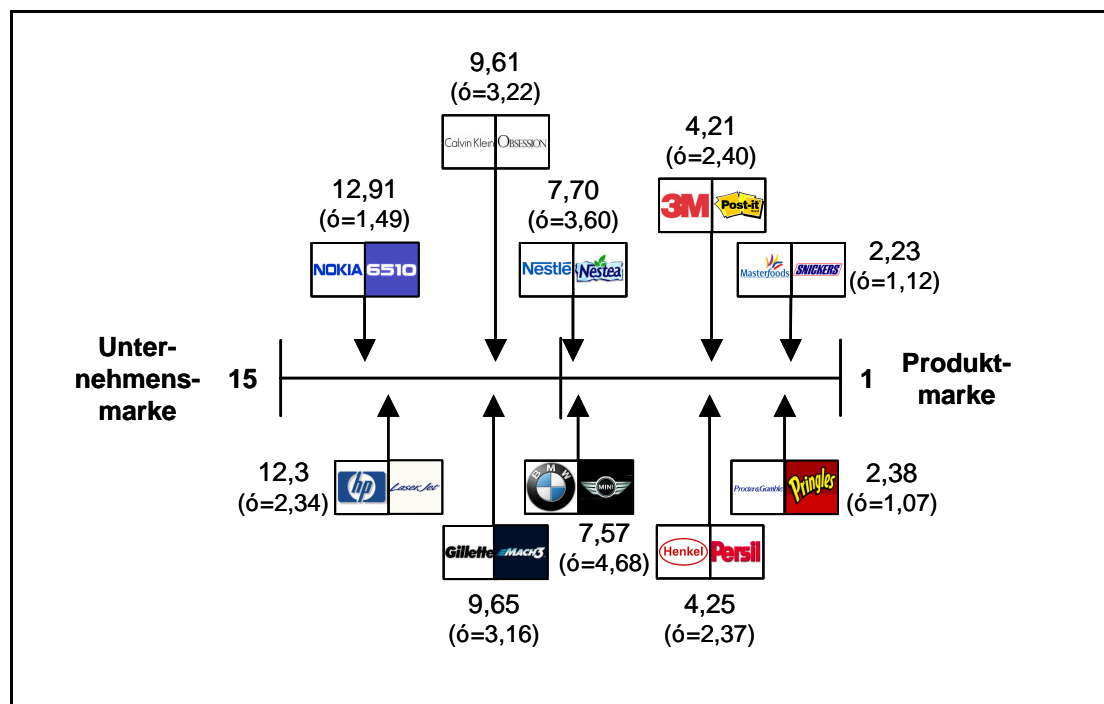 9,61
(ó=3,22)
Calvin Klein OBSESSION
4,21
(ó=2,40)
3M Post-it
12,91
(ó=1,49)
NOKIA 6510
7,70
(ó=3,60)
Nestlé Nestea
Masterfoods SNICKERS
2,23
(ó=1,12)
Unter-
nehmens-
marke
15
1
Produkt-
marke
12,3
(ó=2,34)
hp LaserJet
Gillette MACH3
9,65
(ó=3,16)
BMW MINI
7,57
(ó=4,68)
Henkel Persil
4,25
(ó=2,37)
Procter&Gamble Pringles
2,38
(ó=1,07)